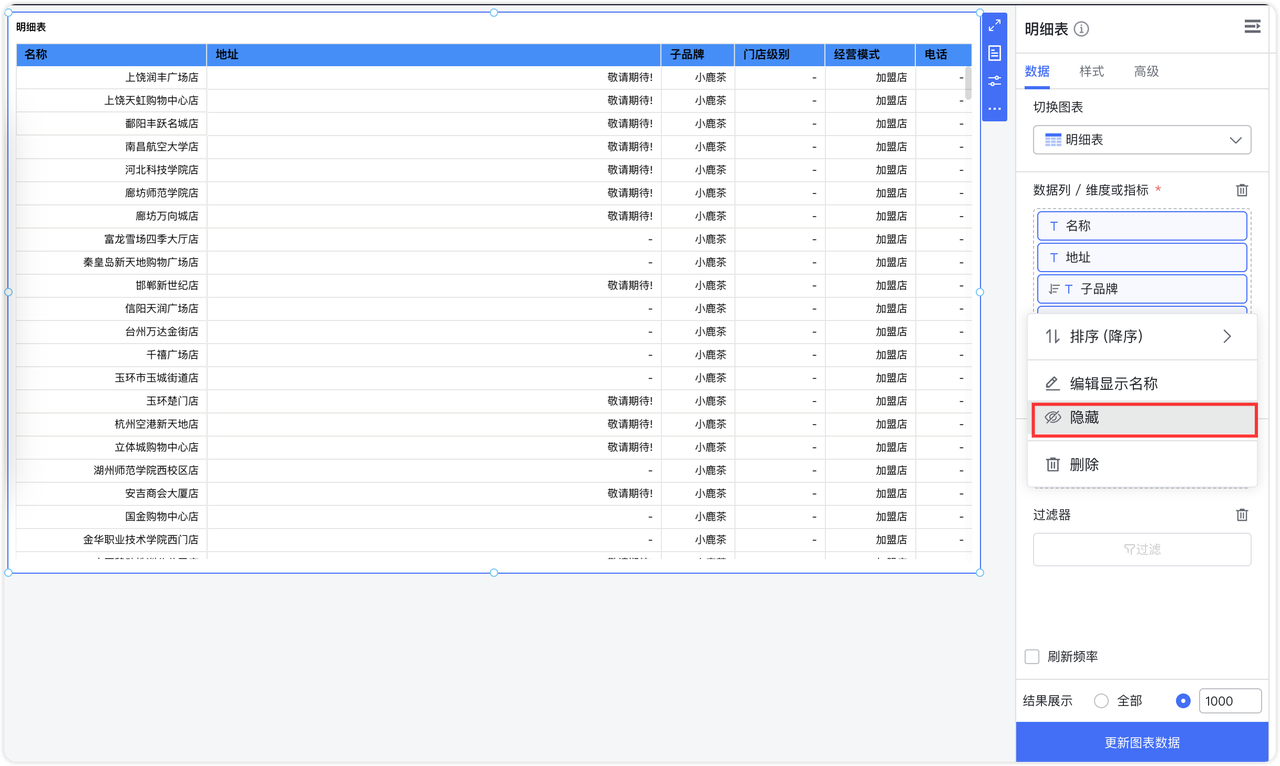 明细表
名称 地址 子品牌 门店级别 经营模式 电话
上饶润丰广场店 敬请期待! 小鹿茶 - 加盟店 -
上饶天虹购物中心店 敬请期待! 小鹿茶 - 加盟店 -
鄱阳丰跃名城店 敬请期待! 小鹿茶 - 加盟店 -
南昌航空大学店 敬请期待! 小鹿茶 - 加盟店 -
河北科技学院店 敬请期待! 小鹿茶 - 加盟店 -
廊坊师范学院店 敬请期待! 小鹿茶 - 加盟店 -
廊坊万向城店 敬请期待! 小鹿茶 - 加盟店 -
富龙雪场四季大厅店 - 小鹿茶 - 加盟店 -
秦皇岛新天地购物广场店 - 小鹿茶 - 加盟店 -
邯郸新世纪店 敬请期待! 小鹿茶 - 加盟店 -
信阳天润广场店 - 小鹿茶 - 加盟店 -
台州万达金街店 - 小鹿茶 - 加盟店 -
千禧广场店 - 小鹿茶 - 加盟店 -
玉环市玉城街道店 - 小鹿茶 - 加盟店 -
玉环楚门店 敬请期待! 小鹿茶 - 加盟店 -
杭州空港新天地店 敬请期待! 小鹿茶 - 加盟店 -
立体城购物中心店 敬请期待! 小鹿茶 - 加盟店 -
湖州师范学院西校区店 - 小鹿茶 - 加盟店 -
安吉商会大厦店 敬请期待! 小鹿茶 - 加盟店 -
国金购物中心店 - 小鹿茶 - 加盟店 -
金华职业技术学院西门店 - 小鹿茶 - 加盟店 -
明细表
数据 样式 高级
切换图表
明细表
数据列 / 维度或指标 *
T 名称
T 地址
T 子品牌
排序 (降序)
编辑显示名称
隐藏
删除
过滤器
过滤
刷新频率
结果展示 全部 1000
更新图表数据